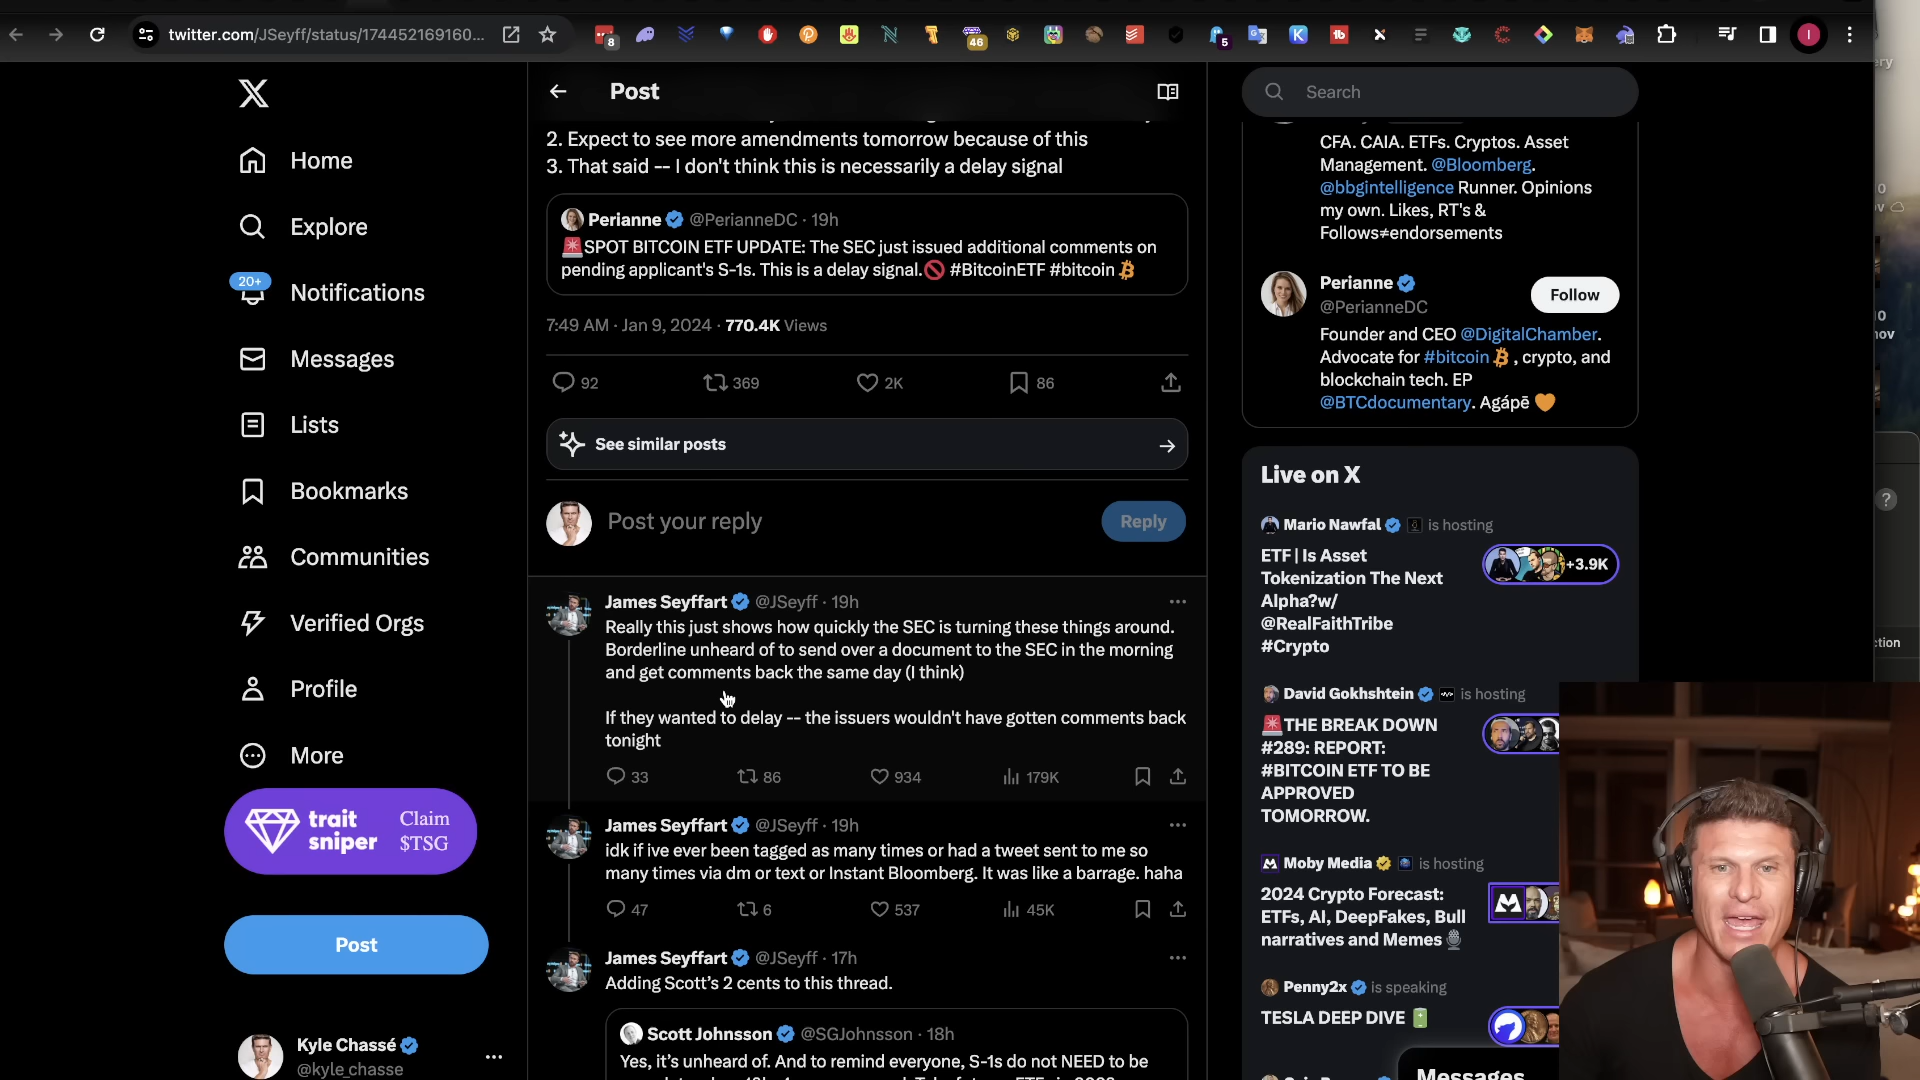 twitter.com/JSeyff/status/174452169160...
8
46
5
Home
Explore
20+
Notifications
Messages
Lists
Bookmarks
Communities
Verified Orgs
Profile
More
trait sniper
Claim $TSG
Post
Kyle Chassé
@kyle_chasse
Post
2. Expect to see more amendments tomorrow because of this
3. That said -- I don't think this is necessarily a delay signal
Perianne @PerianneDC · 19h
🚨SPOT BITCOIN ETF UPDATE: The SEC just issued additional comments on
pending applicant's S-1s. This is a delay signal.🚫 #BitcoinETF #bitcoin
7:49 AM · Jan 9, 2024 · 770.4K Views
92 369 2K 86
See similar posts
Post your reply
Reply
James Seyffart @JSeyff · 19h
Really this just shows how quickly the SEC is turning these things around.
Borderline unheard of to send over a document to the SEC in the morning
and get comments back the same day (I think)
If they wanted to delay -- the issuers wouldn't have gotten comments back
tonight
33 86 934 179K
James Seyffart @JSeyff · 19h
idk if ive ever been tagged as many times or had a tweet sent to me so
many times via dm or text or Instant Bloomberg. It was like a barrage. haha
47 6 537 45K
James Seyffart @JSeyff · 17h
Adding Scott's 2 cents to this thread.
Scott Johnsson @SGJohnsson · 18h
Yes, it's unheard of. And to remind everyone, S-1s do not NEED to be
Search
CFA. CAIA. ETFs. Cryptos. Asset
Management. @Bloomberg.
@bbgintelligence Runner. Opinions
my own. Likes, RT's &
Follows≠endorsements
Perianne
@PerianneDC
Follow
Founder and CEO @DigitalChamber.
Advocate for #bitcoin , crypto, and
blockchain tech. EP
@BTCdocumentary. Agápē 🧡
Live on X
Mario Nawfal is hosting
ETF | Is Asset
Tokenization The Next
Alpha?w/
@RealFaithTribe
#Crypto
+3.9K
David Gokhshtein is hosting
🚨THE BREAK DOWN
#289: REPORT:
#BITCOIN ETF TO BE
APPROVED
TOMORROW.
Moby Media is hosting
2024 Crypto Forecast:
ETFs, AI, DeepFakes, Bull
narratives and Memes🎙
Penny2x is speaking
TESLA DEEP DIVE 🔋
Messages